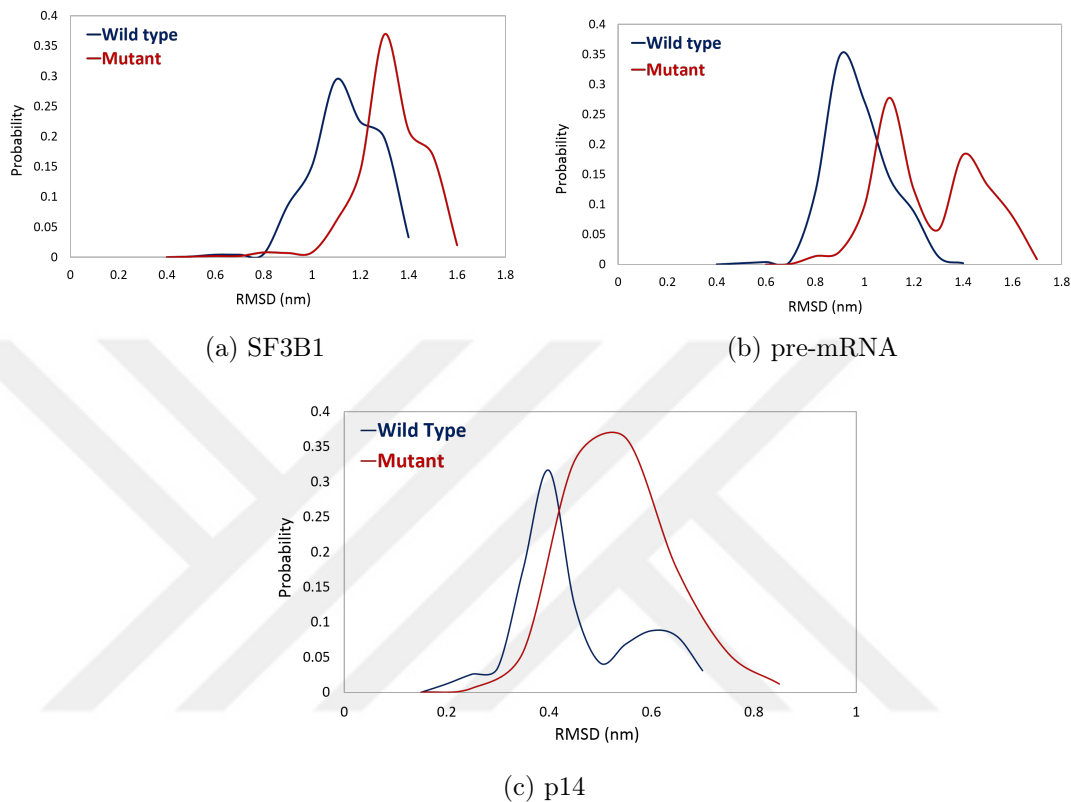 0.4
0.35
0.3
0.25
0.2
0.15
0.1
0.05
0
Probability
Wild type
Mutant
0 0.2 0.4 0.6 0.8 1 1.2 1.4 1.6 1.8
RMSD (nm)
(a) SF3B1
0.4
0.35
0.3
0.25
0.2
0.15
0.1
0.05
0
Probability
Wild type
Mutant
0 0.2 0.4 0.6 0.8 1 1.2 1.4 1.6 1.8
RMSD (nm)
(b) pre-mRNA
0.4
0.35
0.3
0.25
0.2
0.15
0.1
0.05
0
Probability
Wild Type
Mutant
0 0.2 0.4 0.6 0.8 1
RMSD (nm)
(c) p14